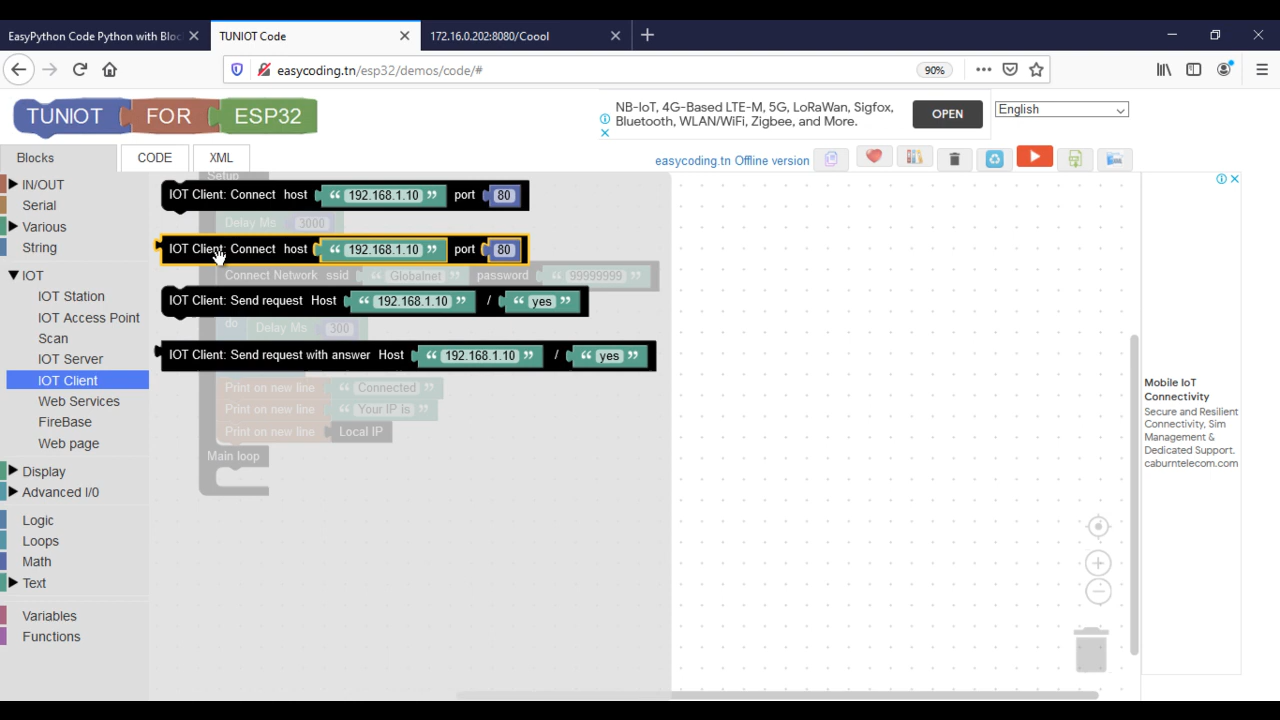 EasyPython Code Python with Bloc
TUNIOT Code
172.16.0.202:8080/Coool
easycoding.tn/esp32/demos/code/#
90%
TUNIOT FOR ESP32
NB-IoT, 4G-Based LTE-M, 5G, LoRaWan, Sigfox,
Bluetooth, WLAN/WiFi, Zigbee, and More.
OPEN
English
Blocks
CODE
XML
easycoding.tn Offline version
IN/OUT
Serial
Various
String
IOT
IOT Station
IOT Access Point
Scan
IOT Server
IOT Client
Web Services
FireBase
Web page
Display
Advanced I/0
Logic
Loops
Math
Text
Variables
Functions
Setup
IOT Client: Connect host “ 192.168.1.10 ” port 80
Delay Ms 3000
IOT Client: Connect host “ 192.168.1.10 ” port 80
Connect Network ssid “ Globalnet ” password “ 99999999 ”
IOT Client: Send request Host “ 192.168.1.10 ” / “ yes ”
do Delay Ms 300
IOT Client: Send request with answer Host “ 192.168.1.10 ” / “ yes ”
Print on new line “ Connected ”
Print on new line “ Your IP is ”
Print on new line Local IP
Main loop
Mobile IoT
Connectivity
Secure and Resilient
Connectivity, Sim
Management &
Dedicated Support.
caburntelecom.com